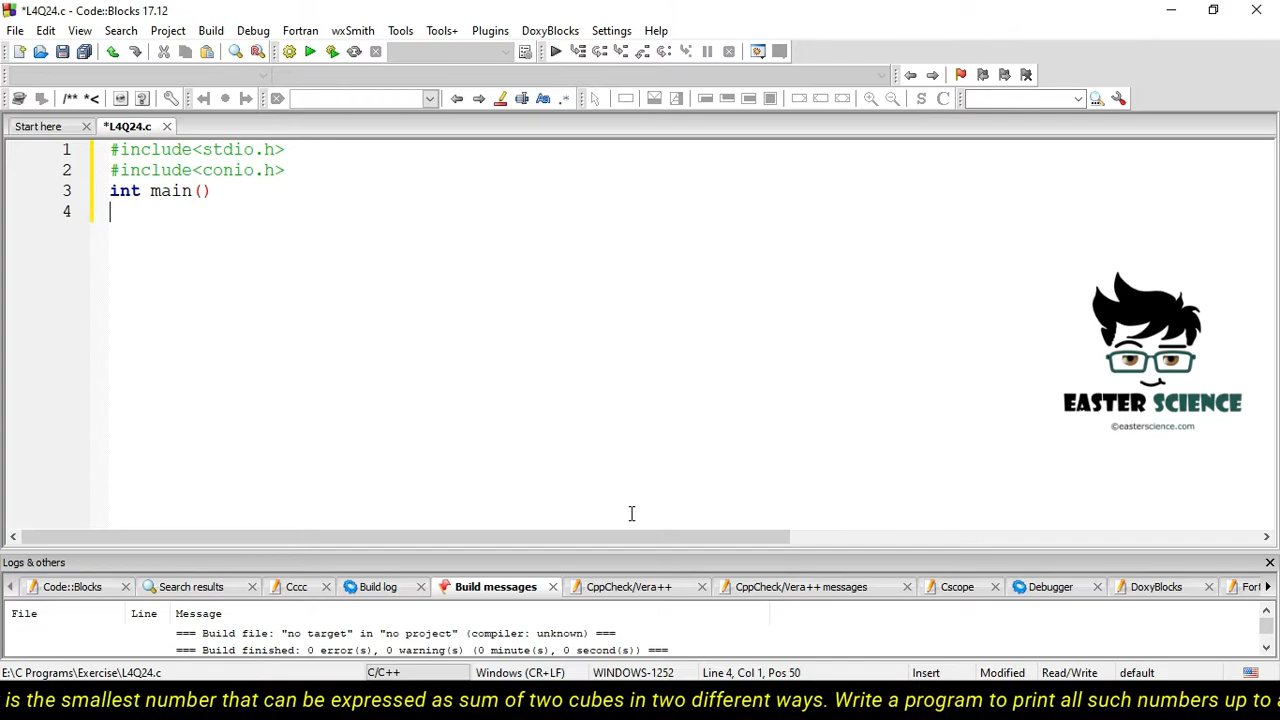 *L4Q24.c - Code::Blocks 17.12
File Edit View Search Project Build Debug Fortran wxSmith Tools Tools+ Plugins DoxyBlocks Settings Help
/** *<
S C
Start here *L4Q24.c
1 #include<stdio.h>
2 #include<conio.h>
3 int main()
4
EASTER SCIENCE
©easterscience.com
Logs & others
Code::Blocks Search results Cccc Build log Build messages CppCheck/Vera++ CppCheck/Vera++ messages Cscope Debugger DoxyBlocks
File Line Message
=== Build file: "no target" in "no project" (compiler: unknown) ===
=== Build finished: 0 error(s), 0 warning(s) (0 minute(s), 0 second(s)) ===
E:\C Programs\Exercise\L4Q24.c C/C++ Windows (CR+LF) WINDOWS-1252 Line 4, Col 1, Pos 50 Insert Modified Read/Write default
is the smallest number that can be expressed as sum of two cubes in two different ways. Write a program to print all such numbers up to